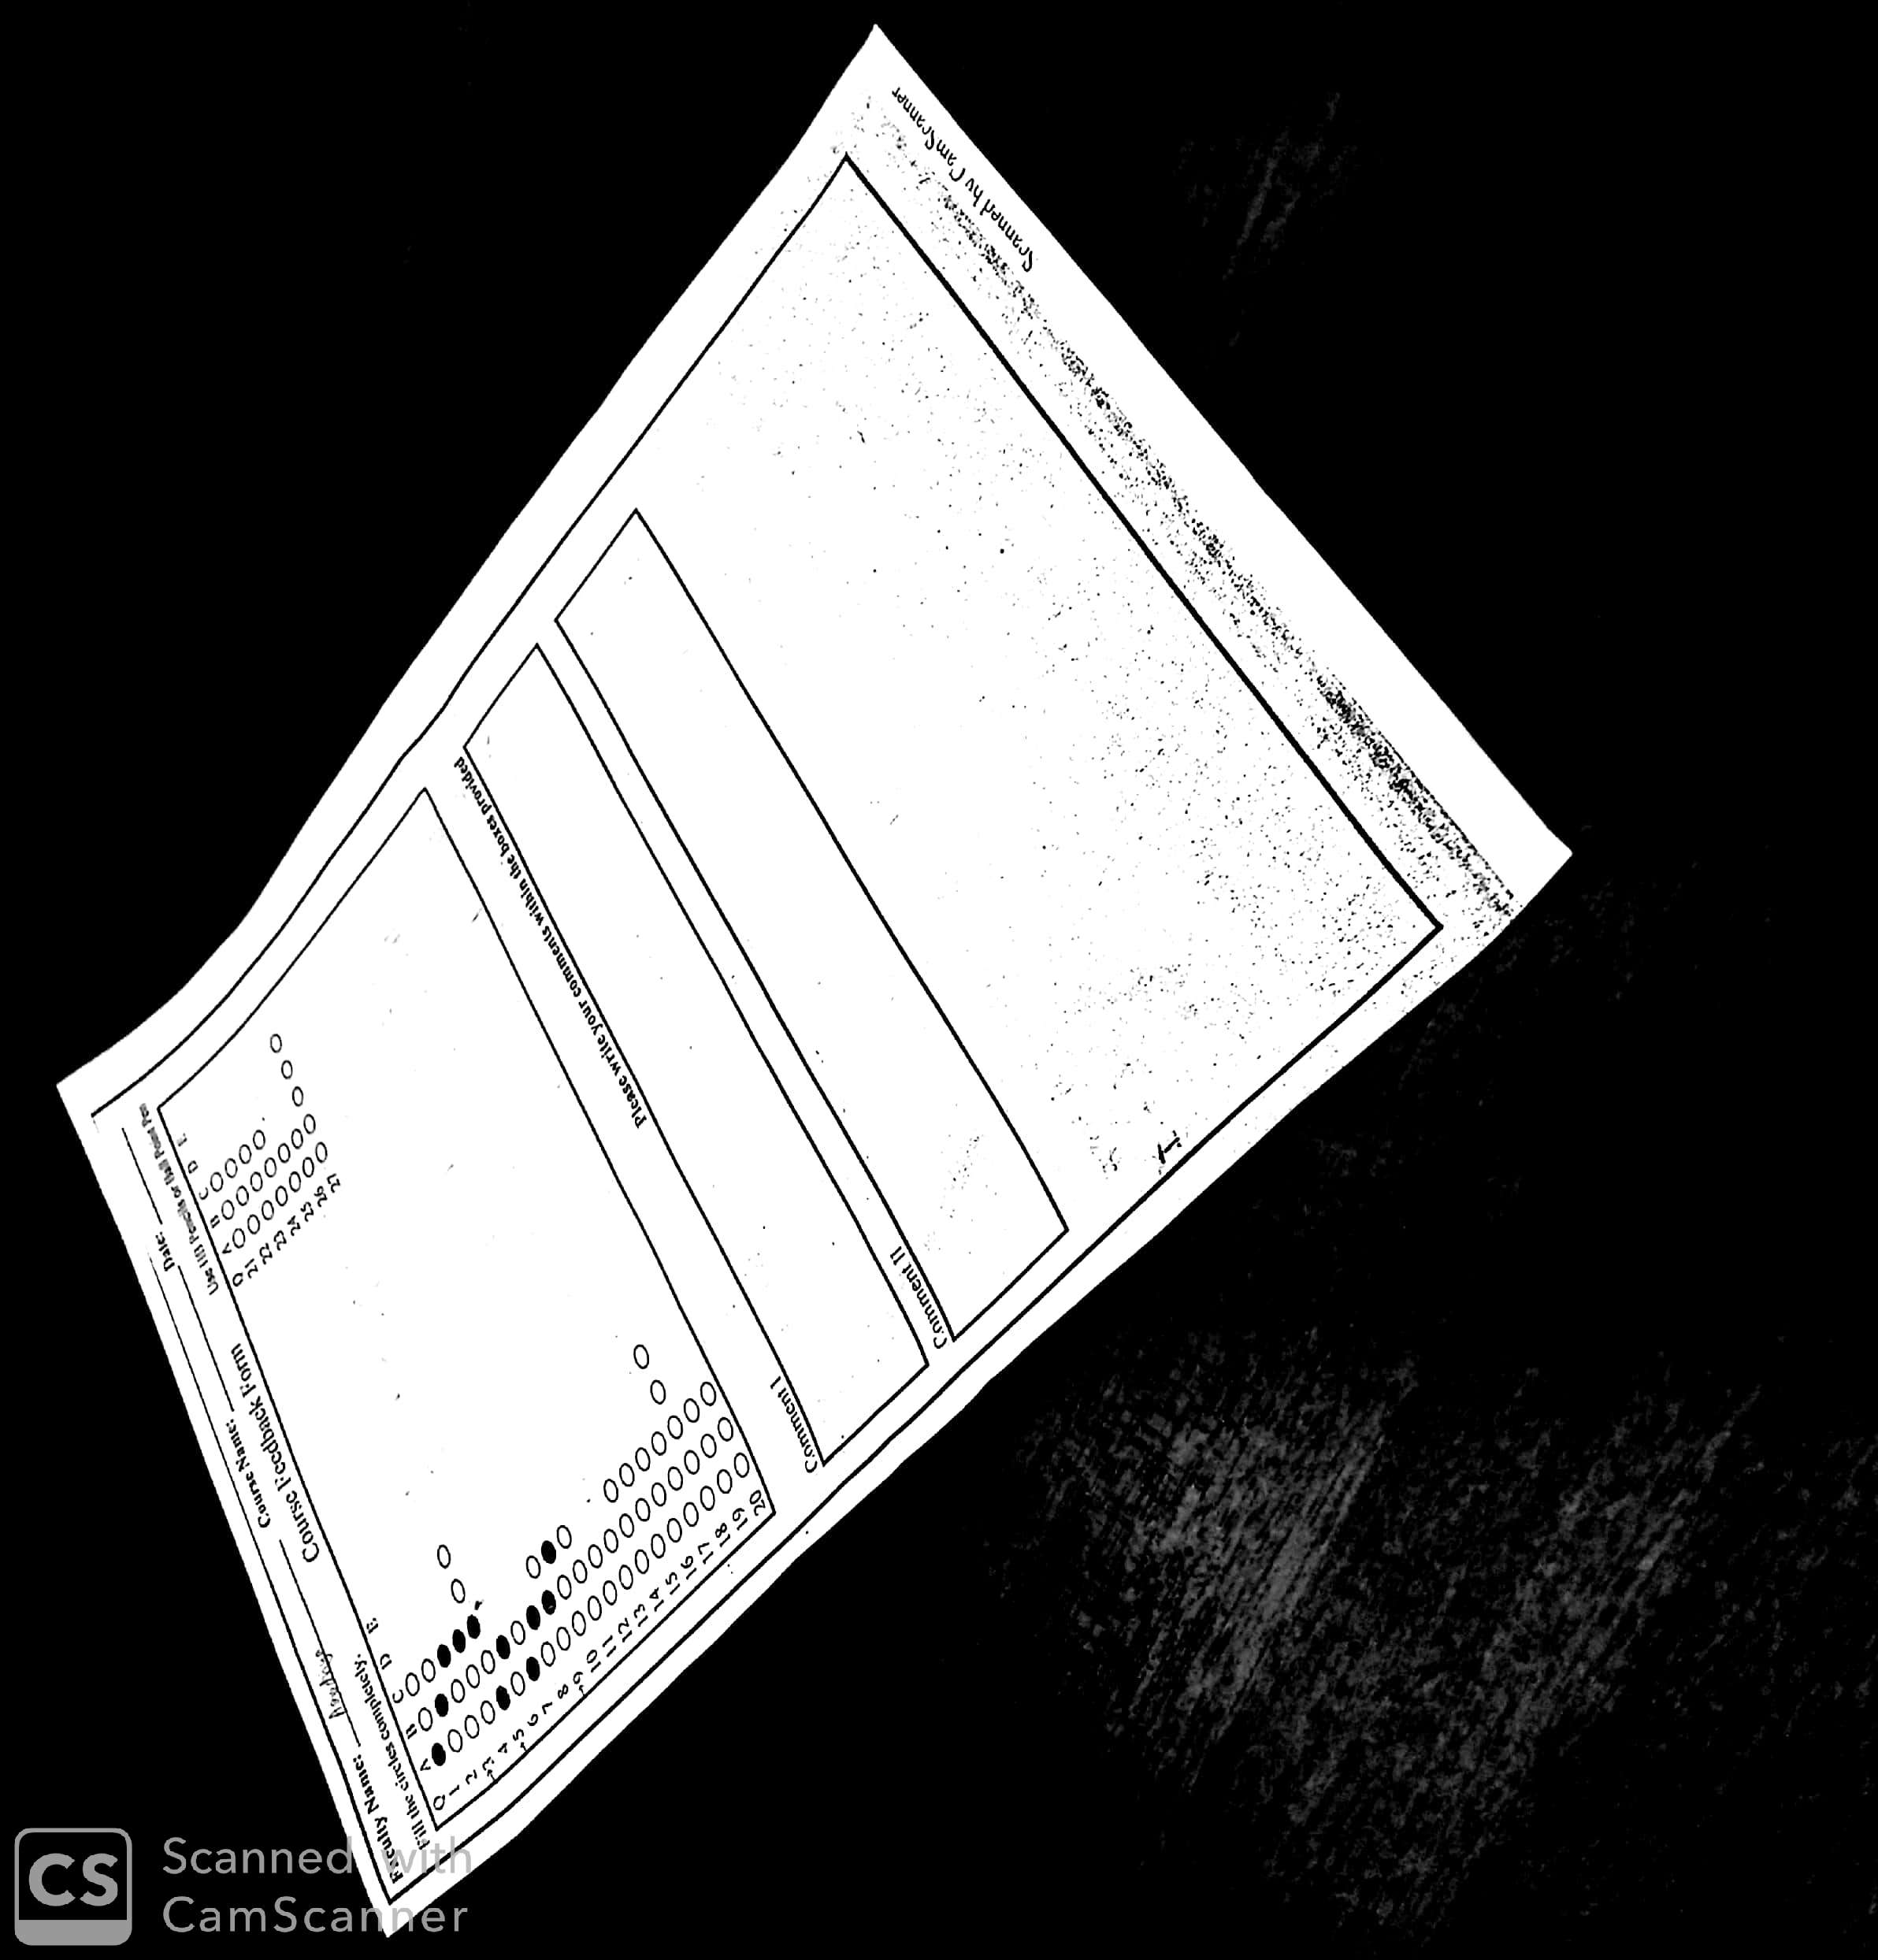 Faculty Name:
Course Name:
Date:
Course Feedback Form
Fill the circles completely.
Use HB Pencils or Ball Point Pen
Q A B C D E
1
2
3
4
5
6
7
8
9
10
11
12
13
14
15
16
17
18
19
20
Q A B C D E
21
22
23
24
25
26
27
Please write your comments within the boxes provided
Comment I
Comment II
Scanned by CamScanner
CS
Scanned with
CamScanner